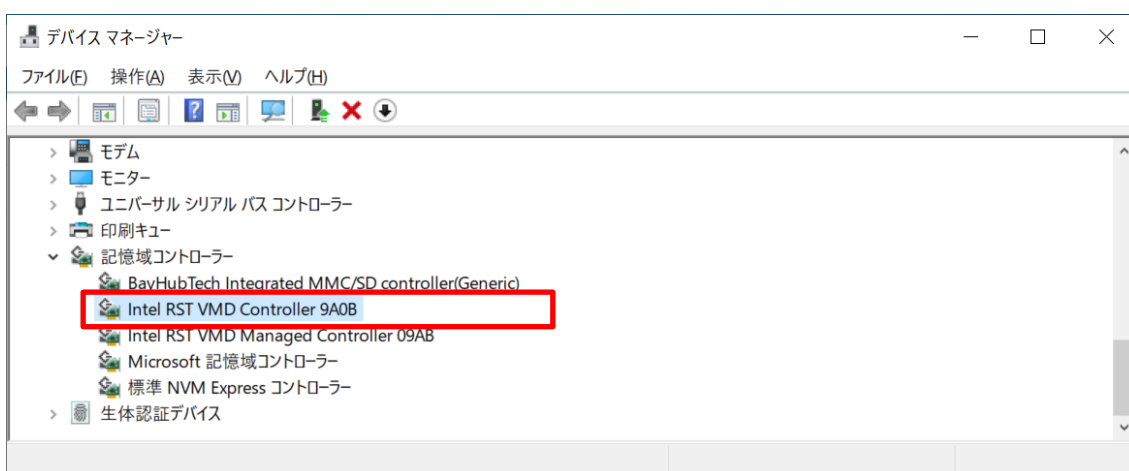 デバイス マネージャー
ファイル(F) 操作(A) 表示(V) ヘルプ(H)
モデム
モニター
ユニバーサル シリアル バス コントローラー
印刷キュー
記憶域コントローラー
BayHubTech Integrated MMC/SD controller(Generic)
Intel RST VMD Controller 9A0B
Intel RST VMD Managed Controller 09AB
Microsoft 記憶域コントローラー
標準 NVM Express コントローラー
生体認証デバイス